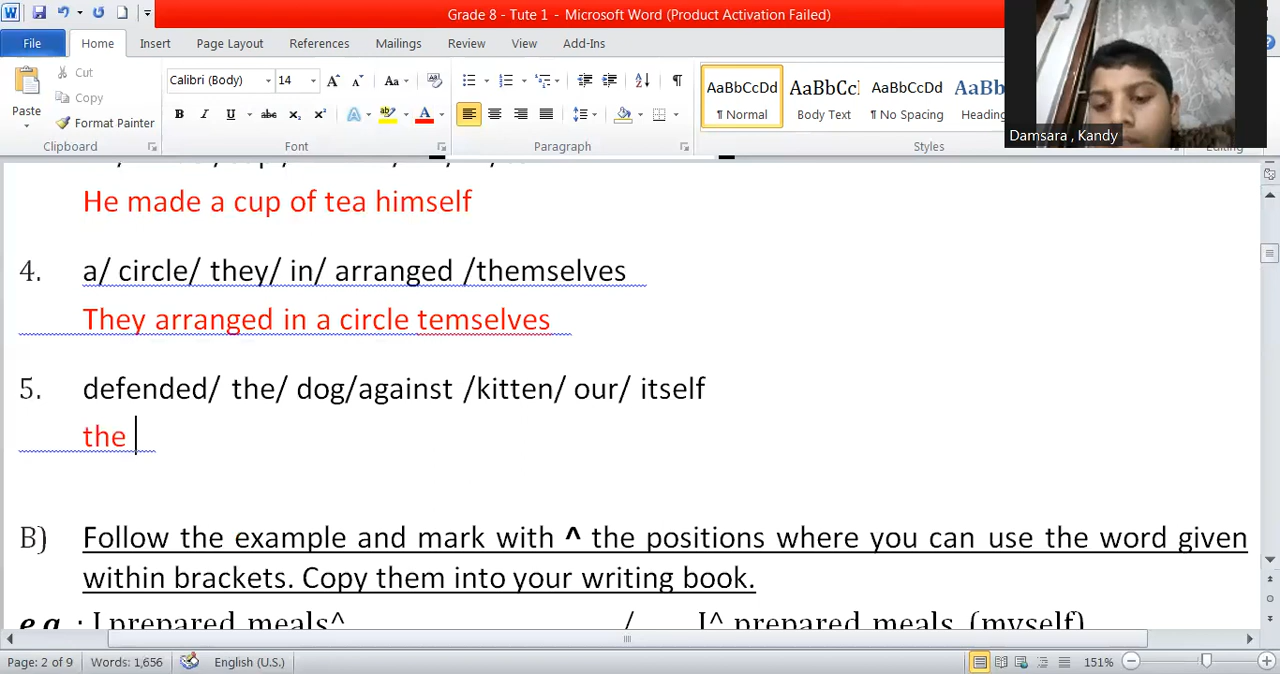 Grade 8 - Tute 1 - Microsoft Word (Product Activation Failed)
File Home Insert Page Layout References Mailings Review View Add-Ins
Paste
Cut
Copy
Format Painter
Calibri (Body) 14
AaBbCcDd AaBbCcI AaBbCcDd AaBbC
¶ Normal Body Text ¶ No Spacing Heading
Damsara , Kandy
Clipboard Font Paragraph Styles Editing
He made a cup of tea himself
4. a/ circle/ they/ in/ arranged /themselves
They arranged in a circle temselves
5. defended/ the/ dog/against /kitten/ our/ itself
the
B) Follow the example and mark with ^ the positions where you can use the word given
within brackets. Copy them into your writing book.
e.g : I prepared meals^ / I^ prepared meals (myself)
Page: 2 of 9 Words: 1,656 English (U.S.) 151%